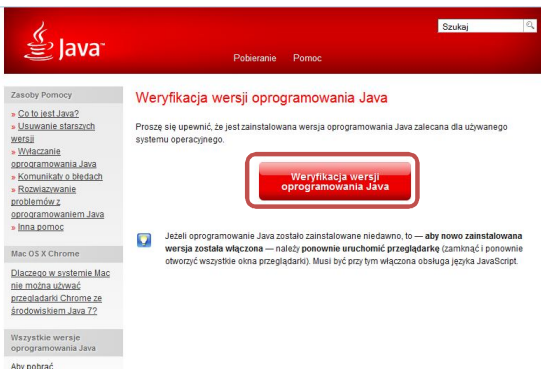 Java™
Szukaj
Pobieranie Pomoc
Zasoby Pomocy
» Co to jest Java?
» Usuwanie starszych
wersji
» Wyłączanie
oprogramowania Java
» Komunikaty o błędach
» Rozwiązywanie
problemów z
oprogramowaniem Java
» Inna pomoc
Mac OS X Chrome
Dlaczego w systemie Mac
nie można używać
przeglądarki Chrome ze
środowiskiem Java 7?
Wszystkie wersje
oprogramowania Java
Aby pobrać
Weryfikacja wersji oprogramowania Java
Proszę się upewnić, że jest zainstalowana wersja oprogramowania Java zalecana dla używanego
systemu operacyjnego.
Weryfikacja wersji
oprogramowania Java
Jeżeli oprogramowanie Java zostało zainstalowane niedawno, to — aby nowo zainstalowana
wersja została włączona — należy ponownie uruchomić przeglądarkę (zamknąć i ponownie
otworzyć wszystkie okna przeglądarki). Musi być przy tym włączona obsługa języka JavaScript.